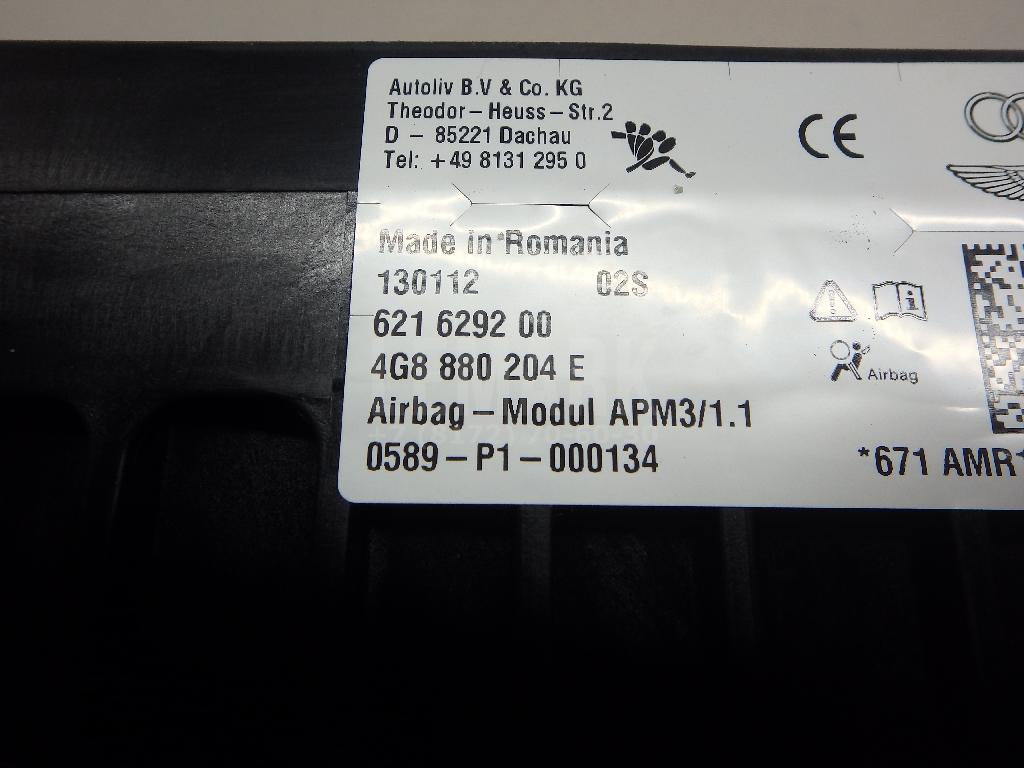 Autoliv B.V & Co. KG
Theodor – Heuss – Str.2
D – 85221 Dachau
Tel: +49 8131 295 0
CE
Made in Romania
130112 02S
621 6292 00
4G8 880 204 E
Airbag
Airbag – Modul APM3/1.1
0589 – P1 – 000134
*671 AMR